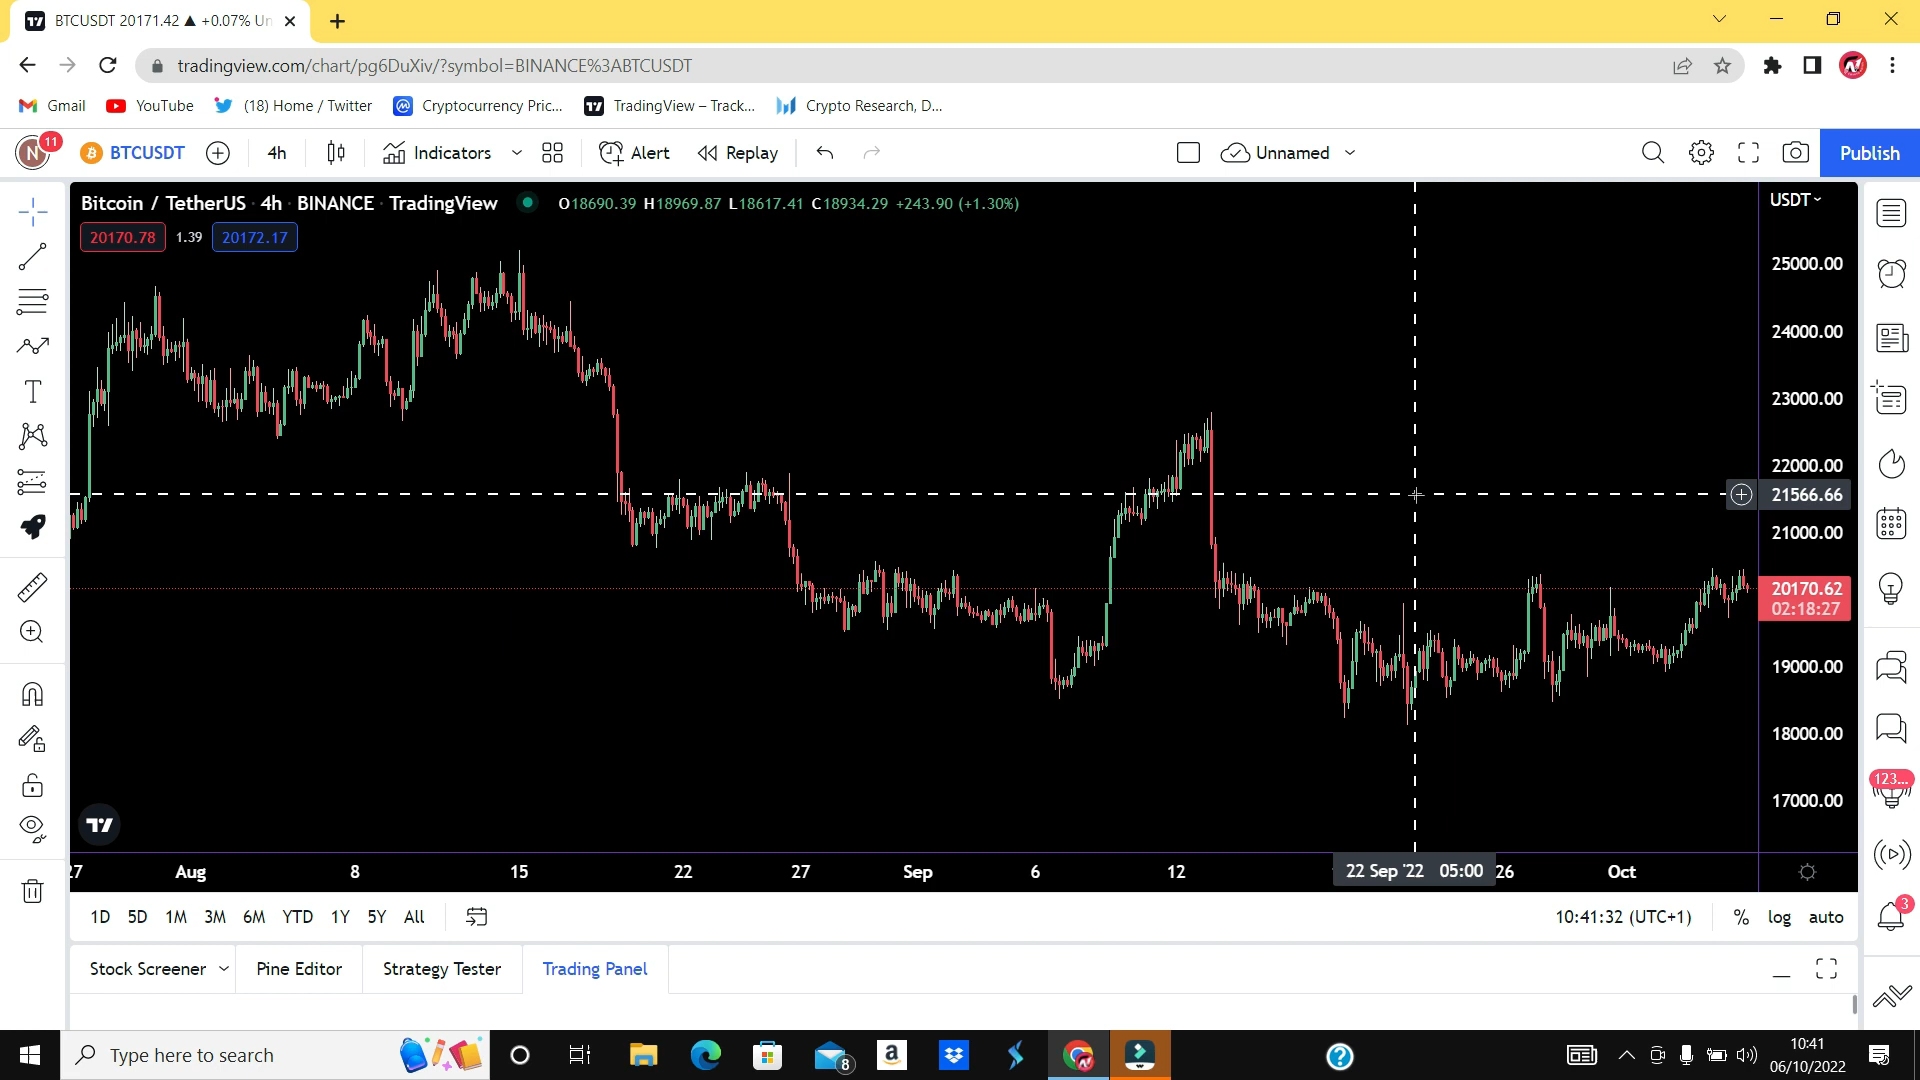 BTCUSDT 20171.42 ▲ +0.07% Un
tradingview.com/chart/pg6DuXiv/?symbol=BINANCE%3ABTCUSDT
Gmail YouTube (18) Home / Twitter Cryptocurrency Pric... TradingView – Track... Crypto Research, D...
N 11 BTCUSDT 4h Indicators Alert Replay Unnamed Publish
Bitcoin / TetherUS · 4h · BINANCE · TradingView O18690.39 H18969.87 L18617.41 C18934.29 +243.90 (+1.30%)
USDT
20170.78 1.39 20172.17
25000.00
24000.00
23000.00
22000.00
21566.66
21000.00
20170.62
02:18:27
19000.00
18000.00
17000.00
123...
27 Aug 8 15 22 27 Sep 6 12 22 Sep '22 05:00 26 Oct
1D 5D 1M 3M 6M YTD 1Y 5Y All 10:41:32 (UTC+1) % log auto
3
Stock Screener Pine Editor Strategy Tester Trading Panel
Type here to search
8
10:41
06/10/2022